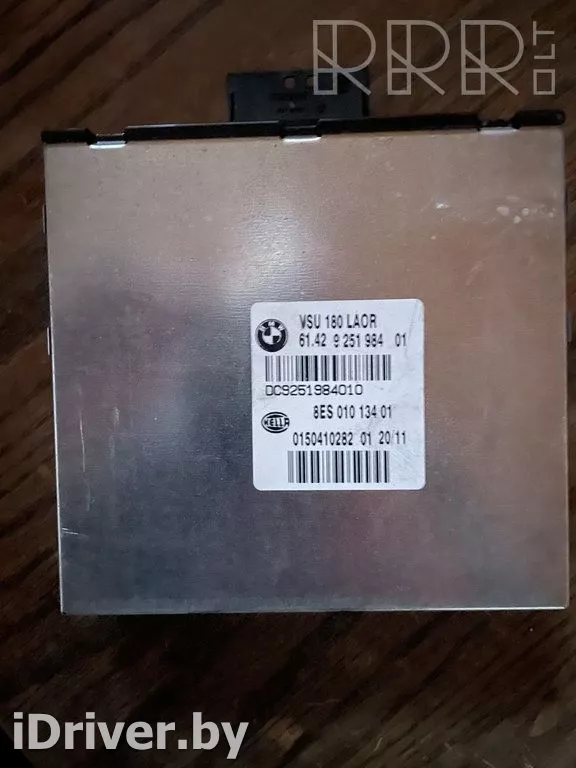 RRR.LT
BMW
VSU 180 LAOR
61.42 9 251 984 01
DC9251984010
8ES 010 134 01
HELLA
0150410282 01 20/11
iDriver.by